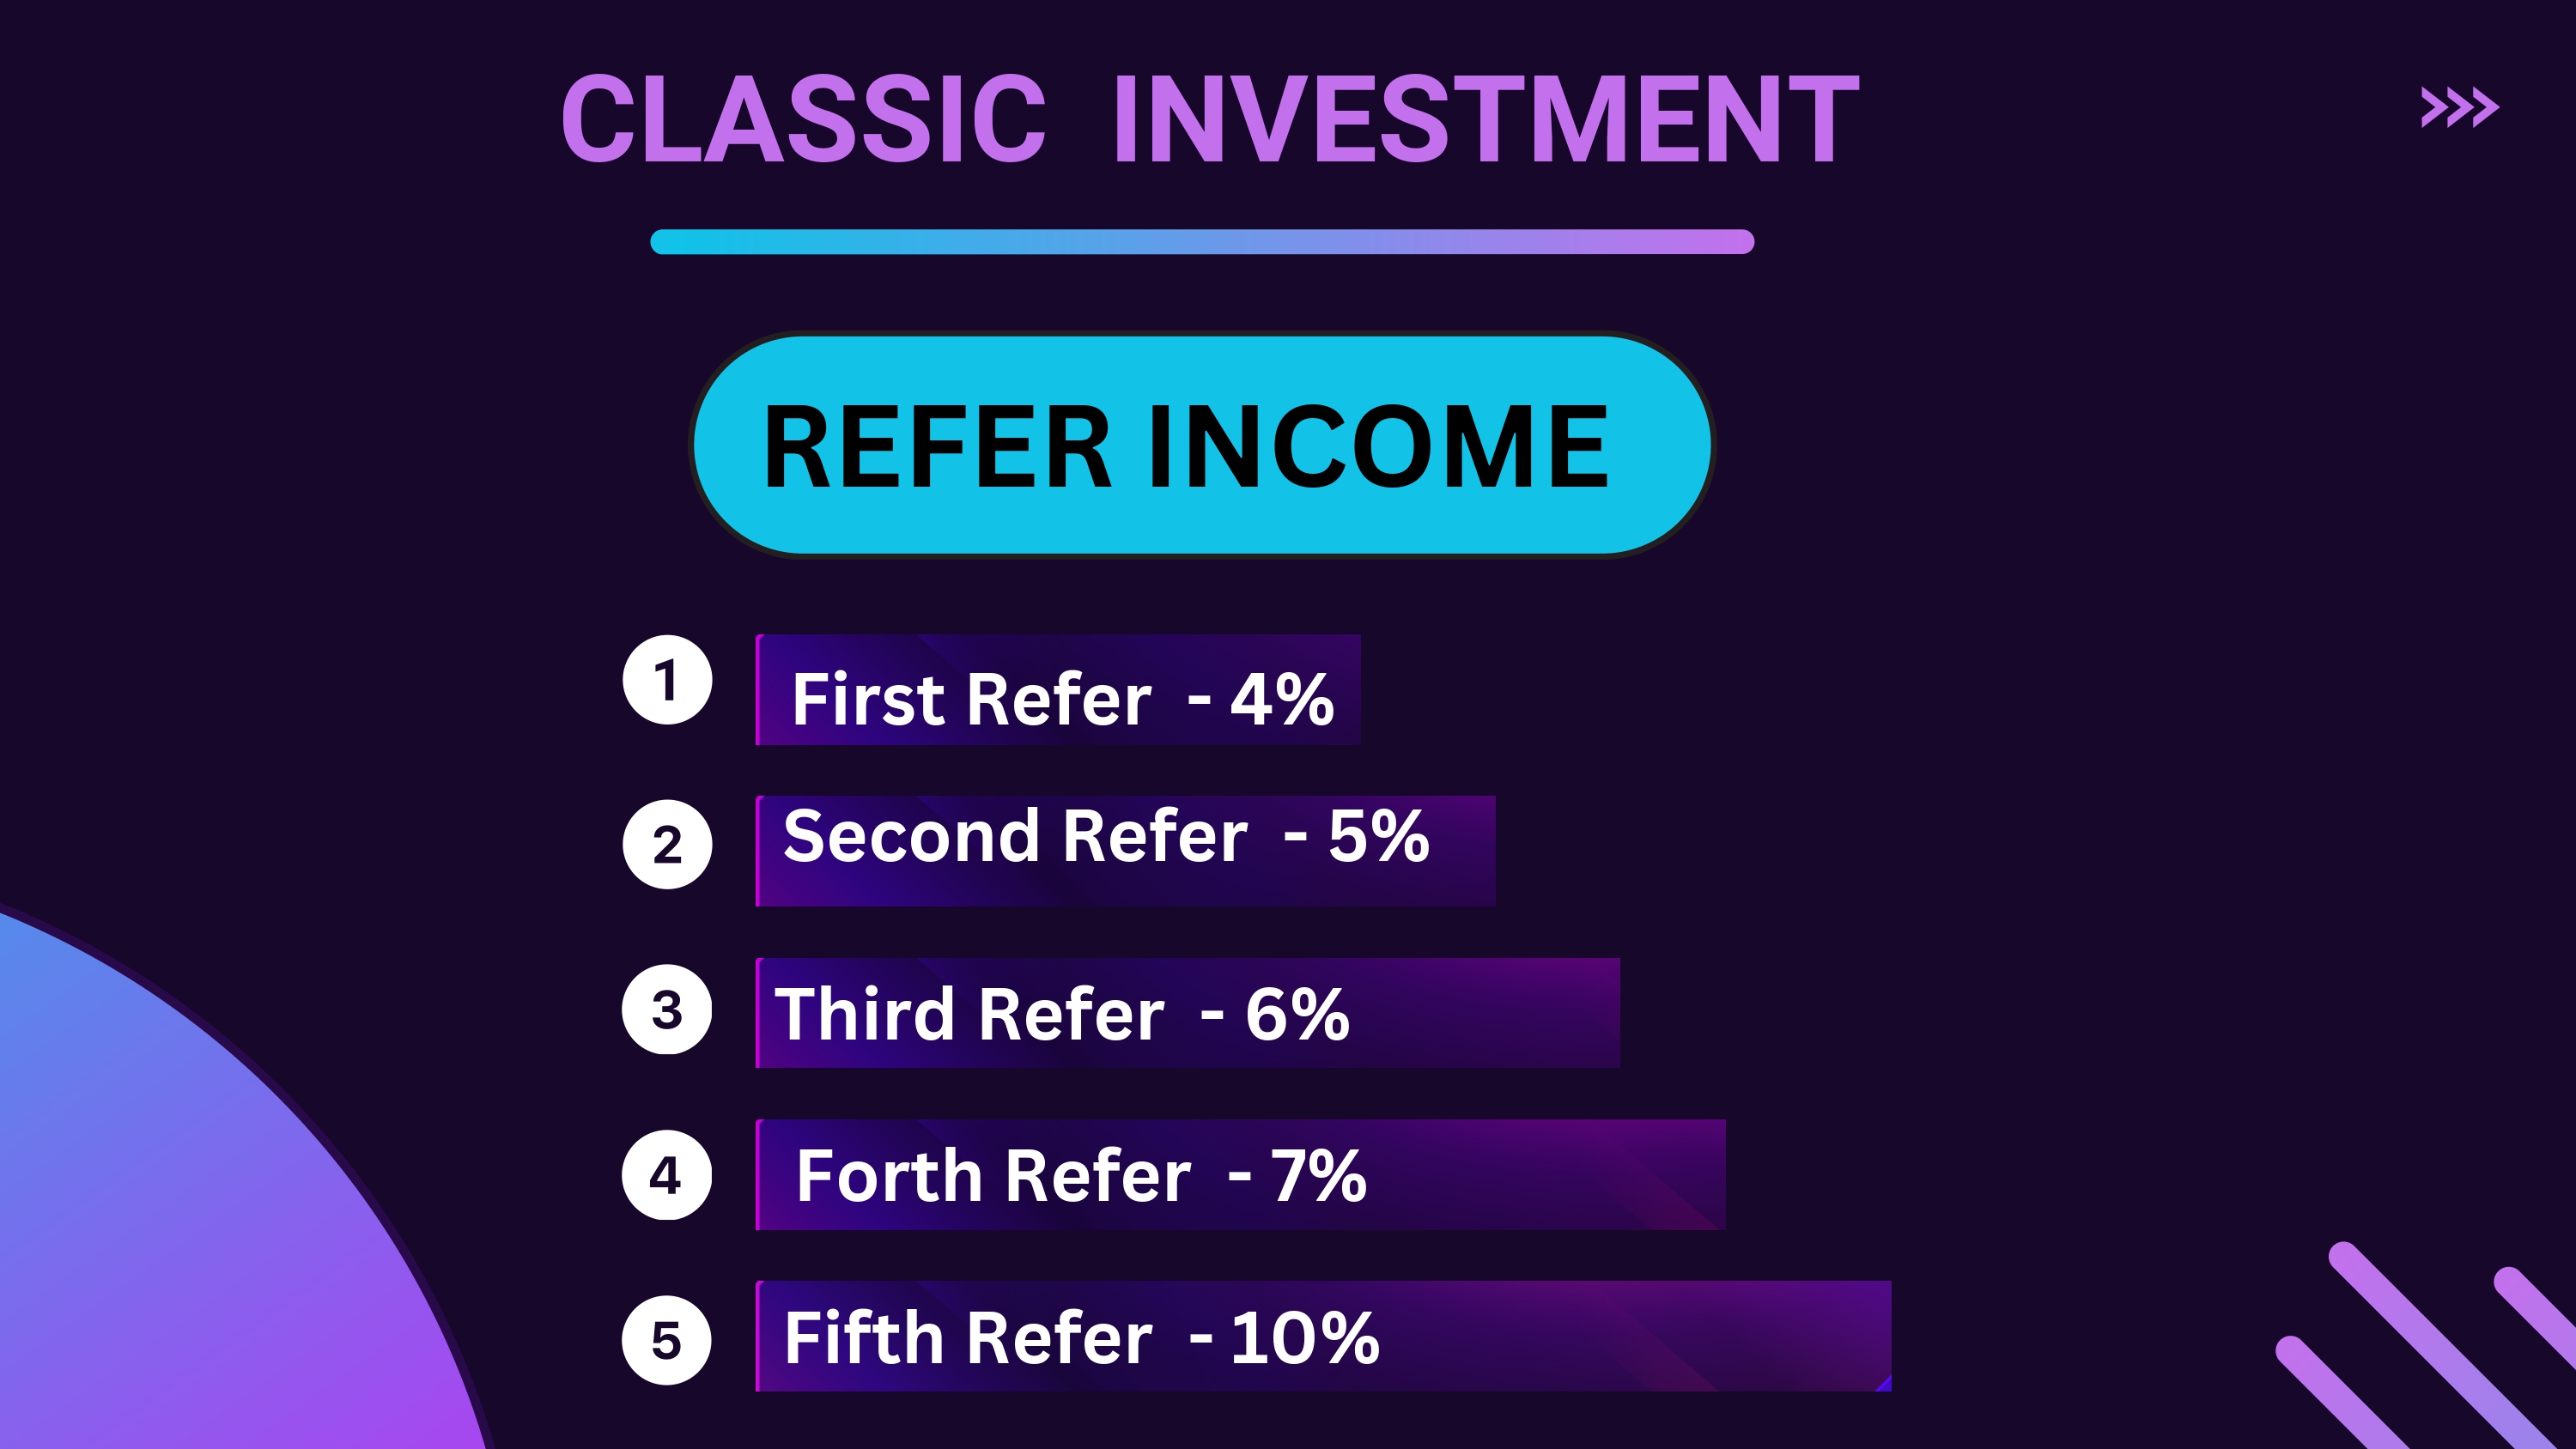 CLASSIC INVESTMENT
REFER INCOME
1 First Refer - 4%
2 Second Refer - 5%
3 Third Refer - 6%
4 Forth Refer - 7%
5 Fifth Refer - 10%